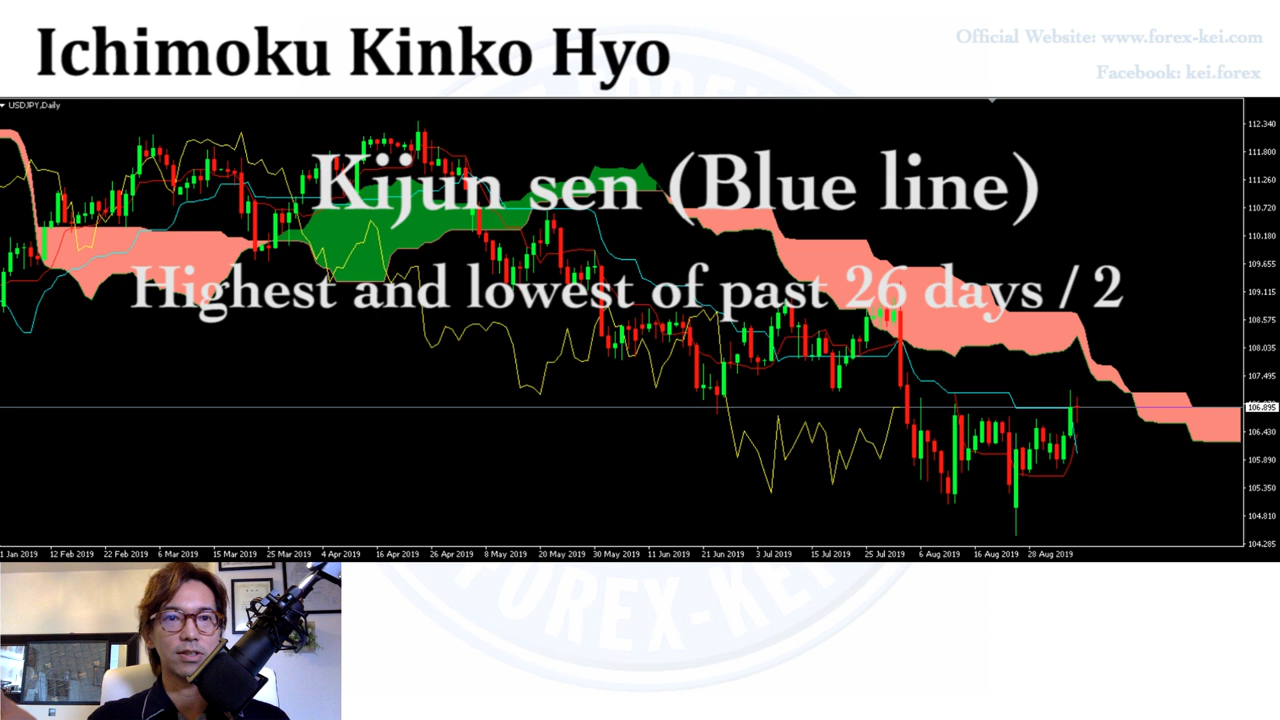 Ichimoku Kinko Hyo
Official Website: www.forex-kei.com
Facebook: kei.forex
USDJPY,Daily
Kijun sen (Blue line)
Highest and lowest of past 26 days / 2
112.340
111.800
111.260
110.720
110.180
109.655
109.115
108.575
108.035
107.495
106.895
106.430
105.890
105.350
104.810
104.285
1 Jan 2019 12 Feb 2019 22 Feb 2019 6 Mar 2019 15 Mar 2019 25 Mar 2019 4 Apr 2019 16 Apr 2019 26 Apr 2019 8 May 2019 20 May 2019 30 May 2019 11 Jun 2019 21 Jun 2019 3 Jul 2019 15 Jul 2019 25 Jul 2019 6 Aug 2019 16 Aug 2019 28 Aug 2019
FOREX-KEI